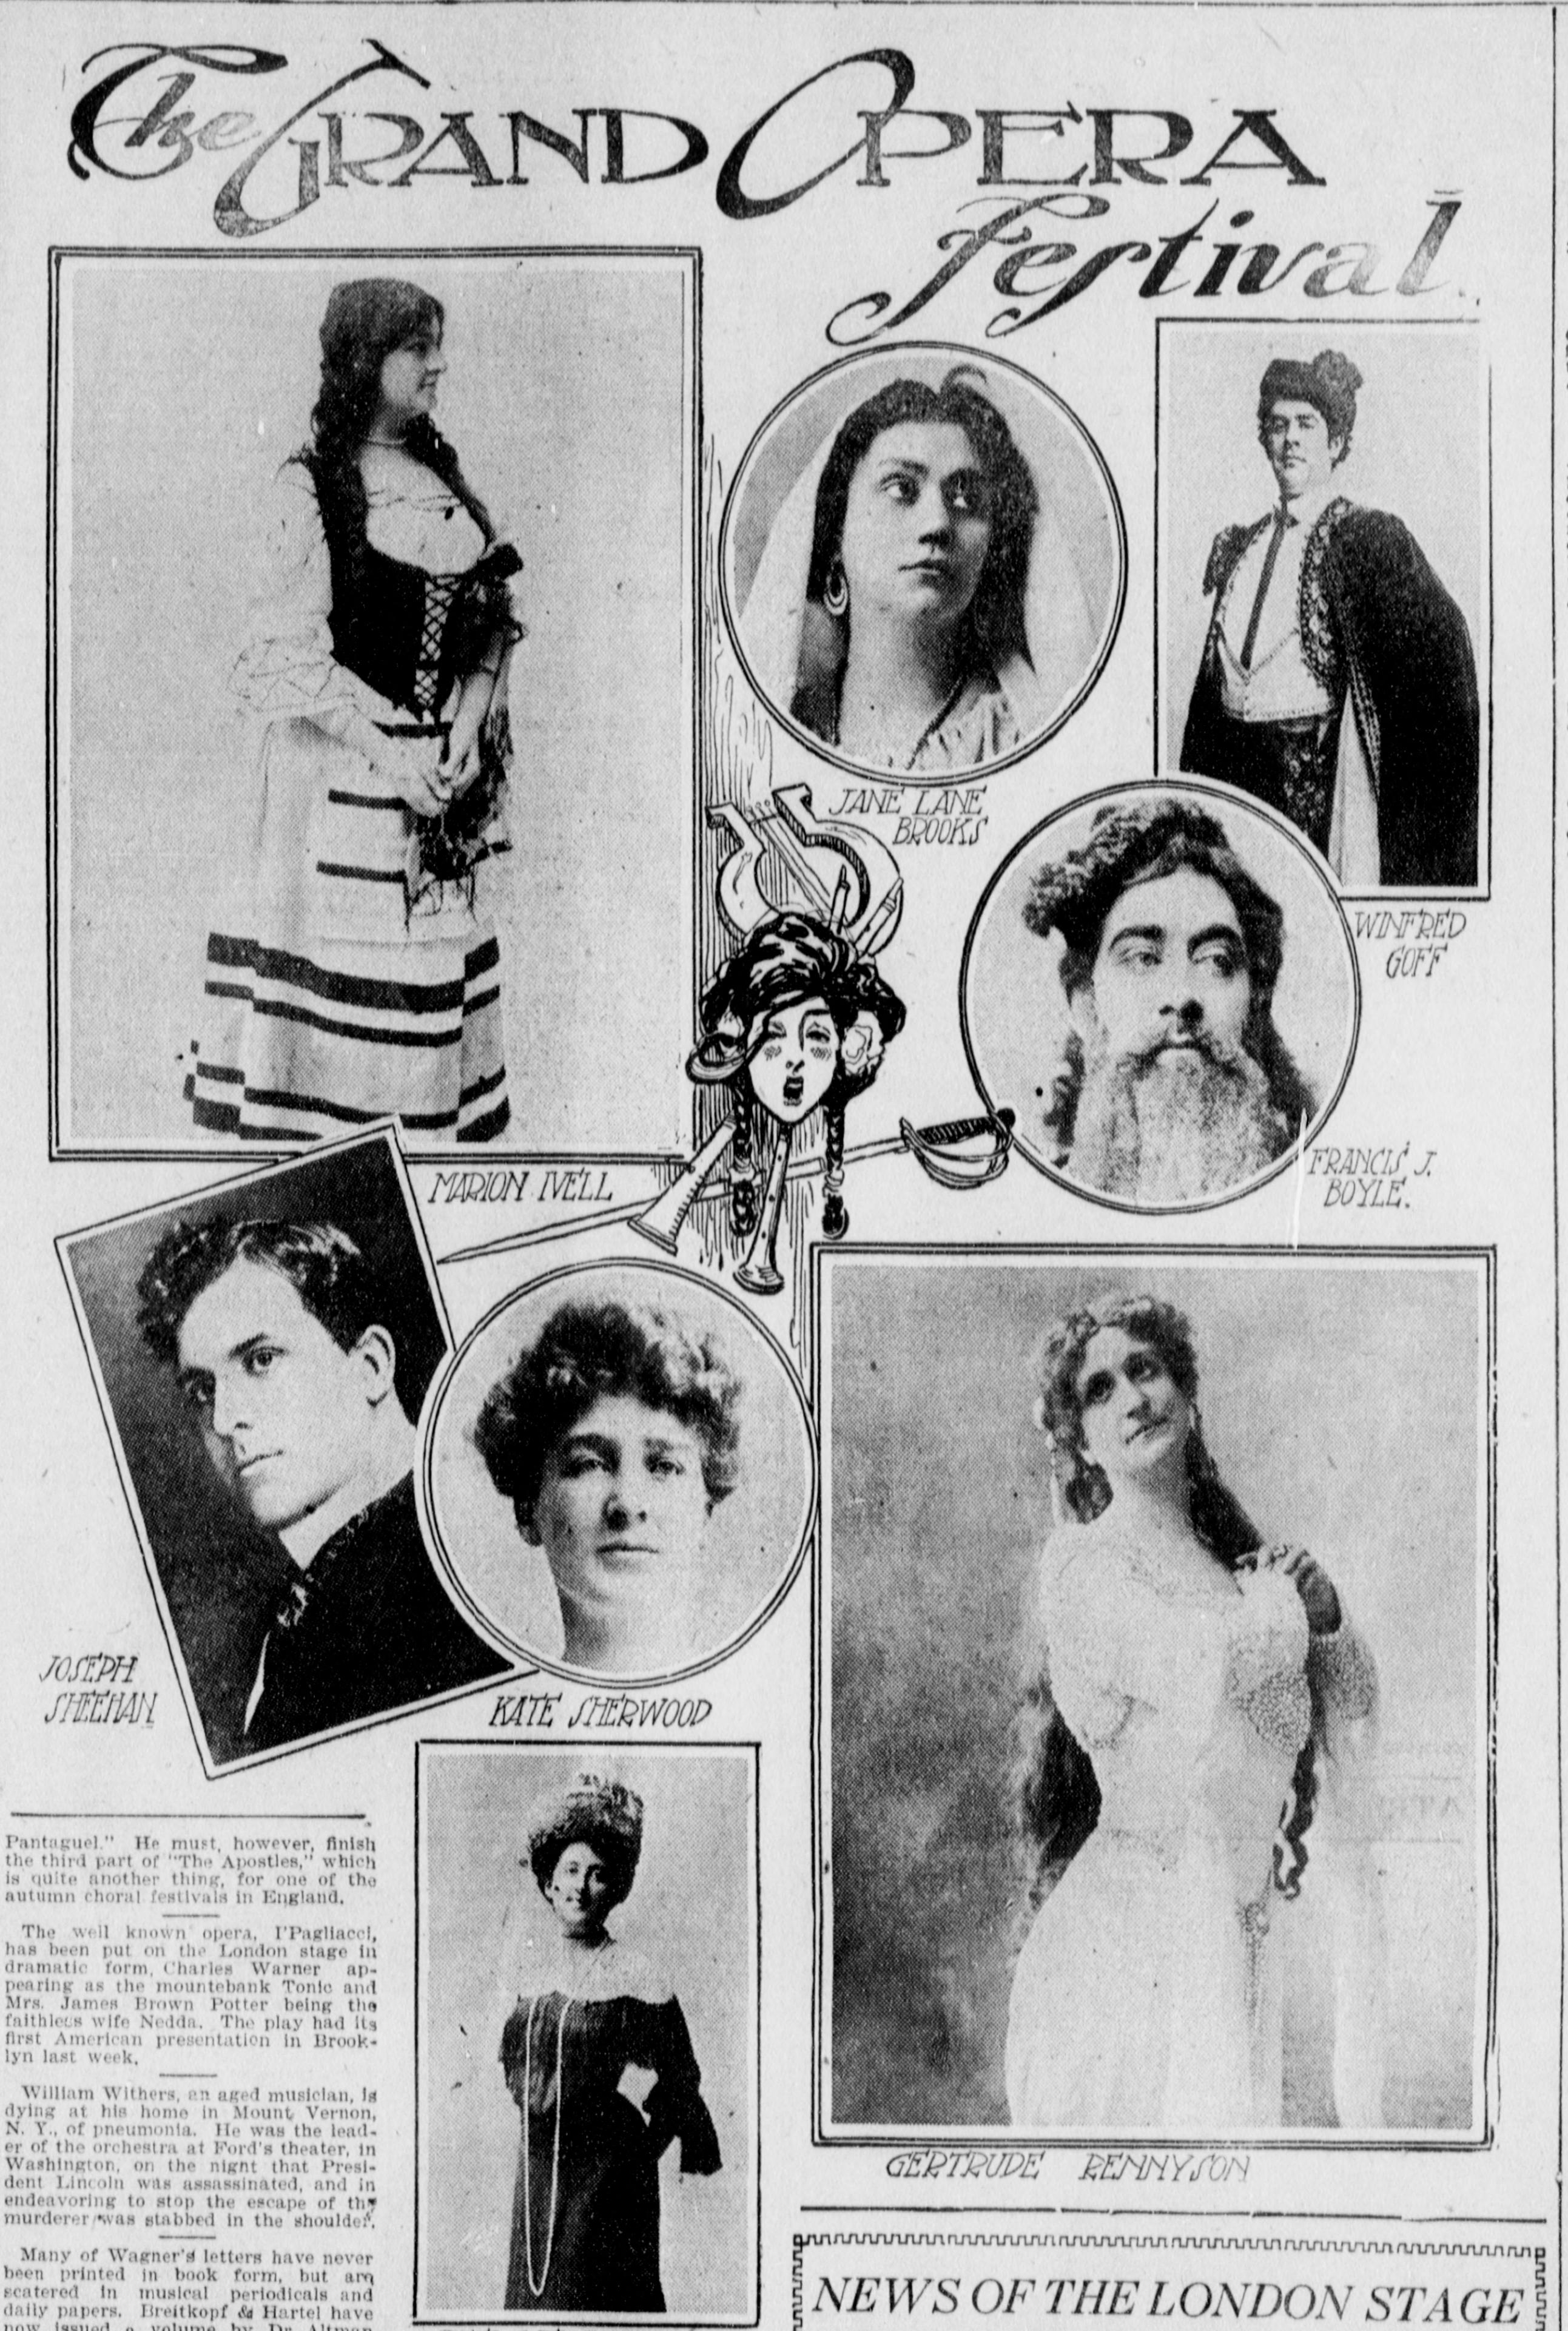 The GRAND OPERA
Festival
JANE LANE
BROOKS
WINFRED
GOFF
FRANCIS J.
BOYLE.
MARION IVELL
JOSEPH
SHEEHAN
KATE SHERWOOD
GERTRUDE RENNYSON
Pantaguel." He must, however, finish
the third part of "The Apostles," which
is quite another thing, for one of the
autumn choral festivals in England.
The well known opera, I'Pagliacci,
has been put on the London stage in
dramatic form, Charles Warner ap-
pearing as the mountebank Tonic and
Mrs. James Brown Potter being the
faithless wife Nedda. The play had its
first American presentation in Brook-
lyn last week.
William Withers, an aged musician, is
dying at his home in Mount Vernon,
N. Y., of pneumonia. He was the lead-
er of the orchestra at Ford's theater, in
Washington, on the night that Presi-
dent Lincoln was assassinated, and in
endeavoring to stop the escape of the
murderer was stabbed in the shoulder.
Many of Wagner's letters have never
been printed in book form, but are
scatered in musical periodicals and
daily papers. Breitkopf & Hartel have
now issued a volume by Dr. Altman
NEWS OF THE LONDON STAGE